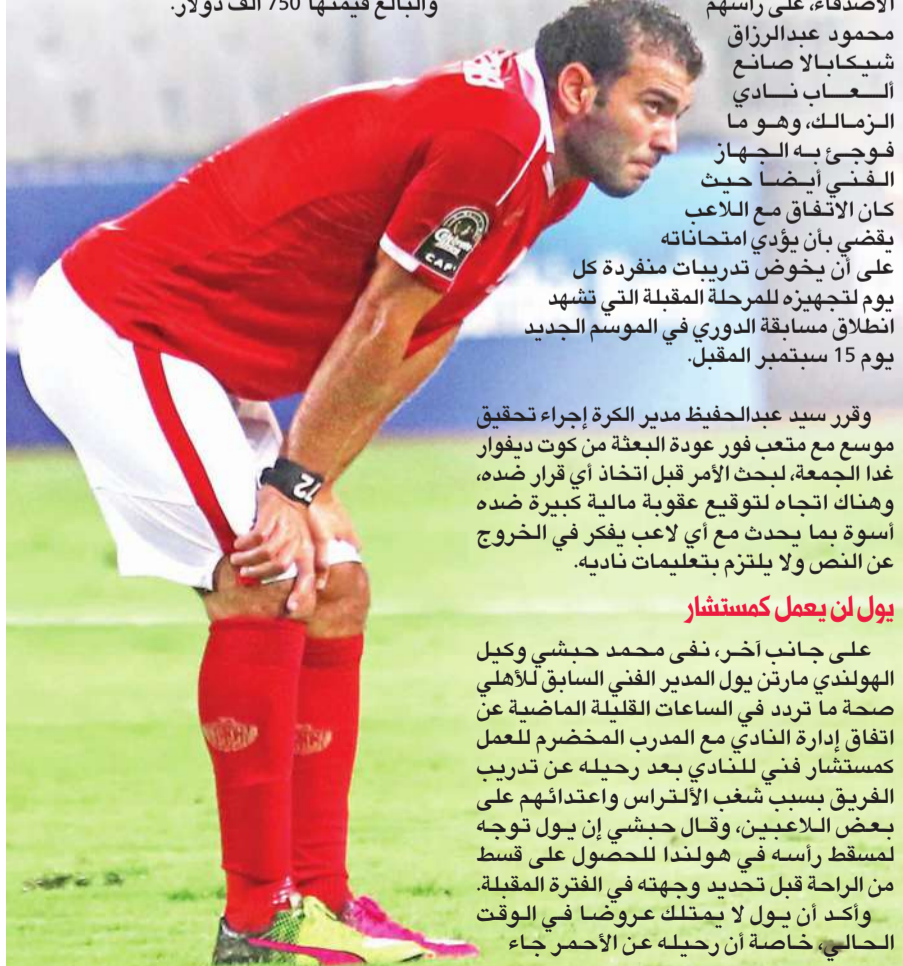 الأصدقاء، على رأسهم
محمود عبدالرزاق
شيكابالا صانع
ألعاب نادي
الزمالك، وهو ما
فوجئ به الجهاز
الفني أيضا حيث
كان الاتفاق مع اللاعب
يقضي بأن يؤدي امتحاناته
على أن يخوض تدريبات منفردة كل
يوم لتجهيزه للمرحلة المقبلة التي تشهد
انطلاق مسابقة الدوري في الموسم الجديد
يوم 15 سبتمبر المقبل.
وقرر سيد عبدالحفيظ مدير الكرة إجراء تحقيق
موسع مع متعب فور عودة البعثة من كوت ديفوار
غدا الجمعة، لبحث الأمر قبل اتخاذ أي قرار ضده،
وهناك اتجاه لتوقيع عقوبة مالية كبيرة ضده
أسوة بما يحدث مع أي لاعب يفكر في الخروج
عن النص ولا يلتزم بتعليمات ناديه.
يول لن يعمل كمستشار
على جانب آخر، نفى محمد حبشي وكيل
الهولندي مارتن يول المدير الفني السابق للأهلي
صحة ما تردد في الساعات القليلة الماضية عن
اتفاق إدارة النادي مع المدرب المخضرم للعمل
كمستشار فني للنادي بعد رحيله عن تدريب
الفريق بسبب شغب الألتراس واعتدائهم على
بعض اللاعبين، وقال حبشي إن يول توجه
لمسقط رأسه في هولندا للحصول على قسط
من الراحة قبل تحديد وجهته في الفترة المقبلة.
وأكد أن يول لا يمتلك عروضا في الوقت
الحالي، خاصة أن رحيله عن الأحمر جاء
والبالغ قيمتها 750 ألف دولار.
CAF
72